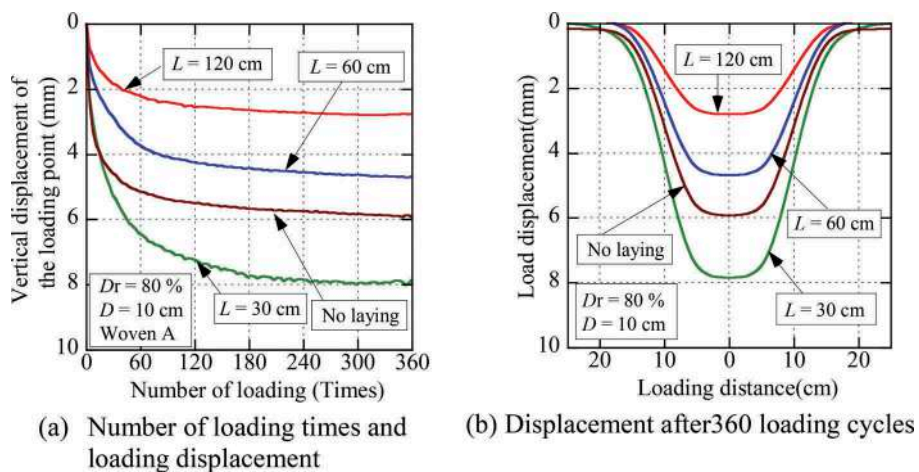 Vertical displacement of
the loading point (mm)
0
2
4
6
8
10
L = 120 cm
L = 60 cm
Dr = 80 %
D = 10 cm
Woven A
L = 30 cm
No laying
0 60 120 180 240 300 360
Number of loading (Times)
(a) Number of loading times and
loading displacement
Load displacement(mm)
0
2
4
6
8
10
L = 120 cm
No laying
L = 60 cm
Dr = 80 %
D = 10 cm
L = 30 cm
20 10 0 10 20
Loading distance(cm)
(b) Displacement after360 loading cycles